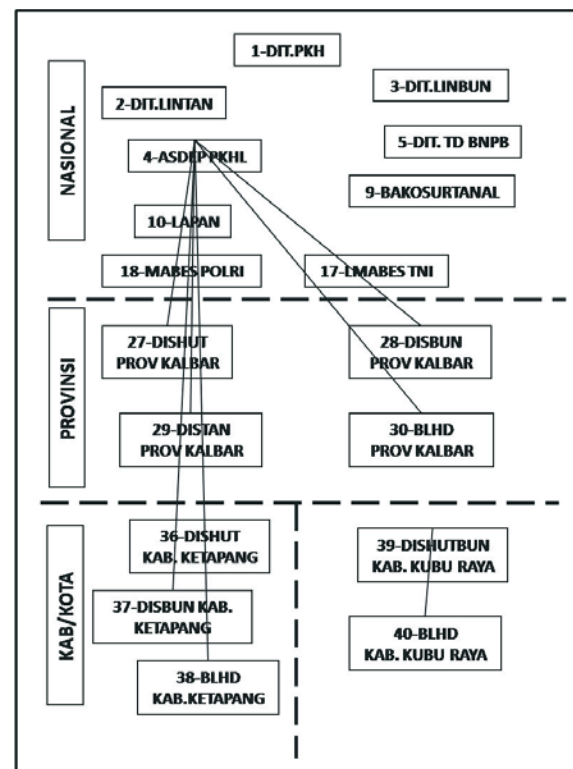 NASIONAL
1-DIT.PKH
2-DIT.LINTAN
3-DIT.LINBUN
4-ASDEP PKHL
5-DIT. TD BNPB
9-BAKOSURTANAL
10-LAPAN
18-MABES POLRI
17-LMABES TNI
PROVINSI
27-DISHUT
PROV KALBAR
28-DISBUN
PROV KALBAR
29-DISTAN
PROV KALBAR
30-BLHD
PROV KALBAR
KAB/KOTA
36-DISHUT
KAB. KETAPANG
37-DISBUN KAB.
KETAPANG
38-BLHD
KAB.KETAPANG
39-DISHUTBUN
KAB. KUBU RAYA
40-BLHD
KAB. KUBU RAYA